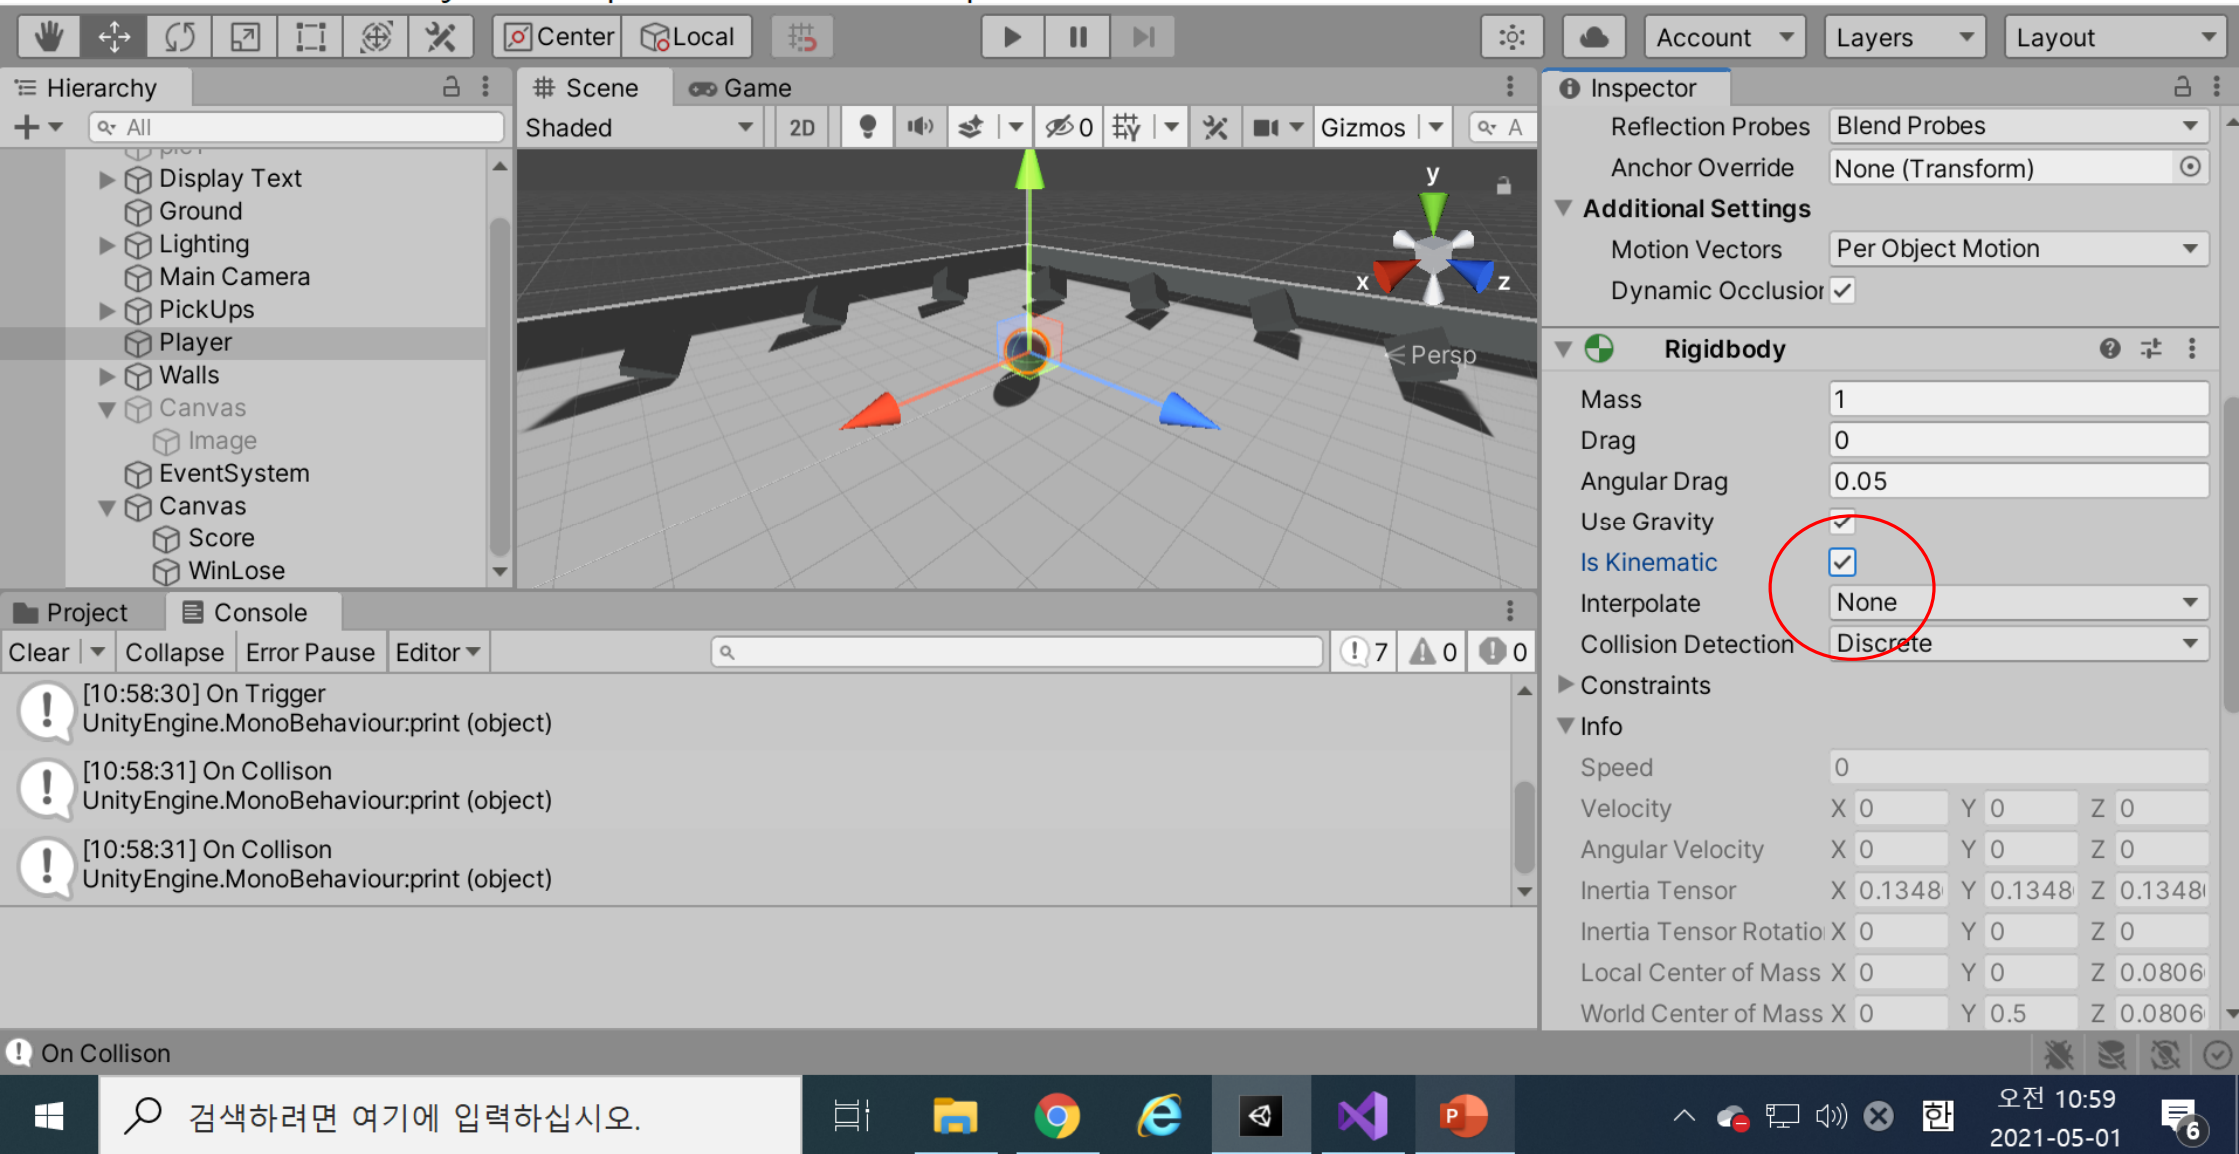 Center
Local
Account
Layers
Layout
Hierarchy
All
Display Text
Ground
Lighting
Main Camera
PickUps
Player
Walls
Canvas
Image
EventSystem
Canvas
Score
WinLose
Scene
Game
Shaded
2D
0
Gizmos
A
y
x
z
Persp
Project
Console
Clear
Collapse
Error Pause
Editor
7
0
0
[10:58:30] On Trigger
UnityEngine.MonoBehaviour:print (object)
[10:58:31] On Collison
UnityEngine.MonoBehaviour:print (object)
[10:58:31] On Collison
UnityEngine.MonoBehaviour:print (object)
Inspector
Reflection Probes Blend Probes
Anchor Override None (Transform)
Additional Settings
Motion Vectors Per Object Motion
Dynamic Occlusion
Rigidbody
Mass 1
Drag 0
Angular Drag 0.05
Use Gravity
Is Kinematic
Interpolate None
Collision Detection Discrete
Constraints
Info
Speed 0
Velocity X 0 Y 0 Z 0
Angular Velocity X 0 Y 0 Z 0
Inertia Tensor X 0.1348 Y 0.1348 Z 0.1348
Inertia Tensor Rotatio X 0 Y 0 Z 0
Local Center of Mass X 0 Y 0 Z 0.0806
World Center of Mass X 0 Y 0.5 Z 0.0806
On Collison
검색하려면 여기에 입력하십시오.
한
오전 10:59
2021-05-01
6